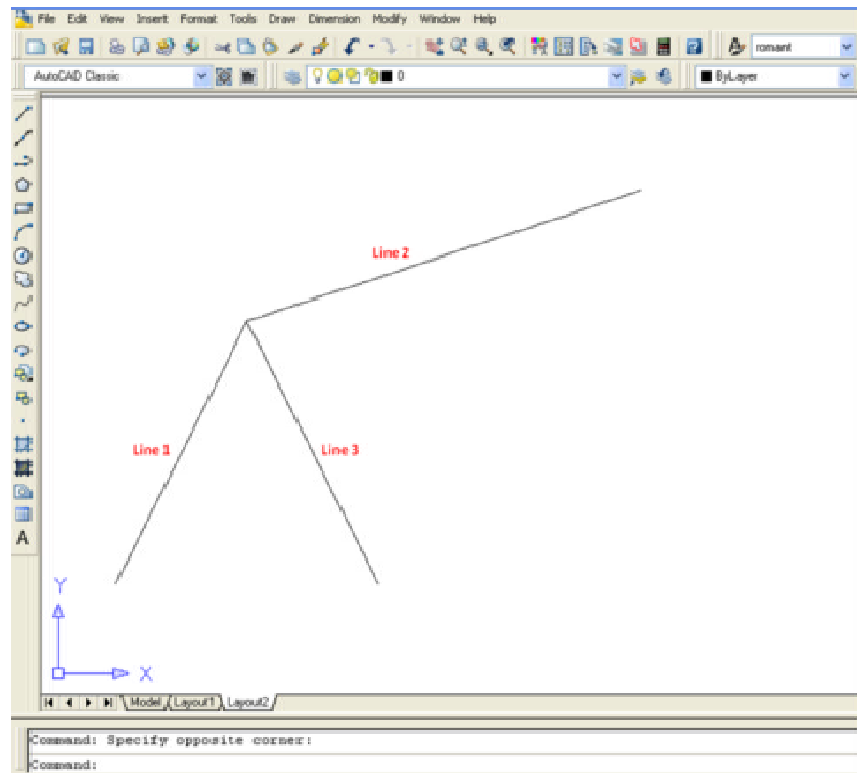 File Edit View Insert Format Tools Draw Dimension Modify Window Help
romant
AutoCAD Classic 0 ByLayer
Line 2
Line 1 Line 3
A
Y
X
Model Layout1 Layout2
Command: Specify opposite corner:
Command: